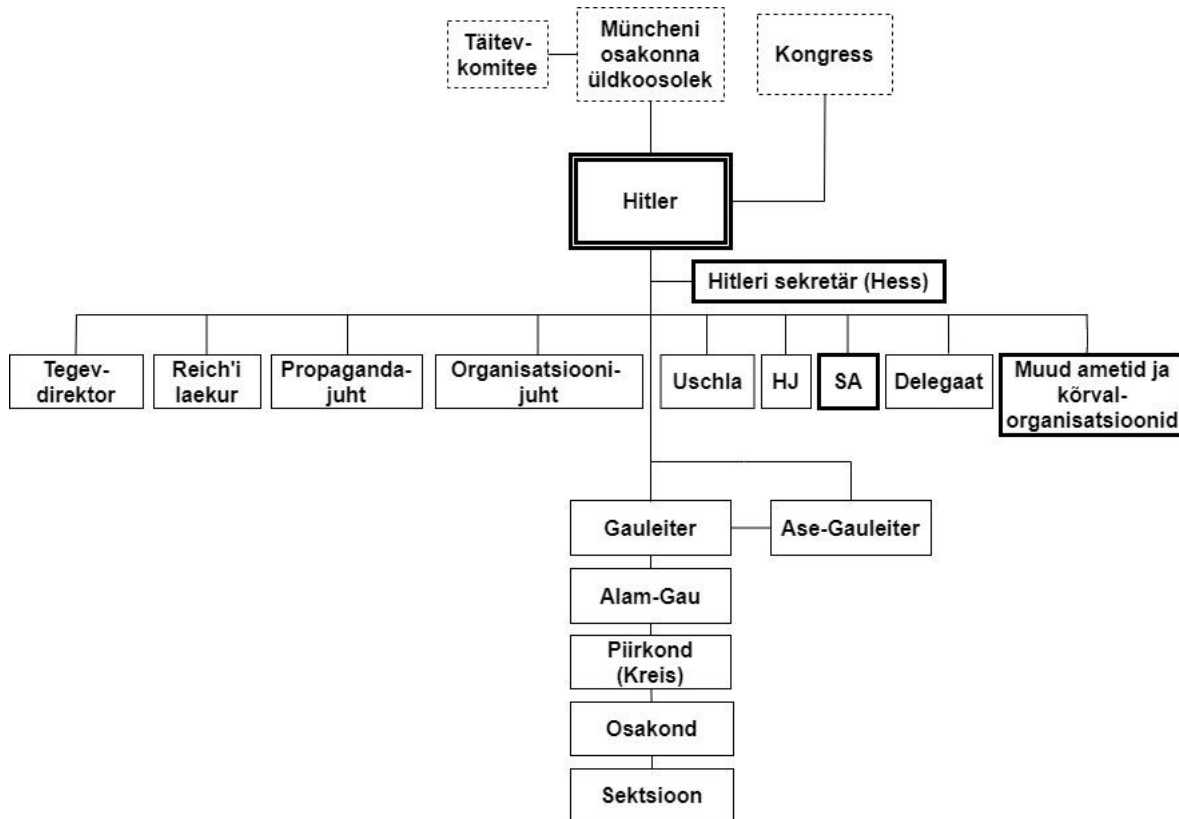 Täitev-
komitee
Müncheni
osakonna
üldkoosolek
Kongress
Hitler
Hitleri sekretär (Hess)
Tegev-
direktor
Reich'i
laekur
Propaganda-
juht
Organisatsiooni-
juht
Uschla
HJ
SA
Delegaat
Muud ametid ja
kõrval-
organisatsioonid
Gauleiter
Ase-Gauleiter
Alam-Gau
Piirkond
(Kreis)
Osakond
Sektsioon